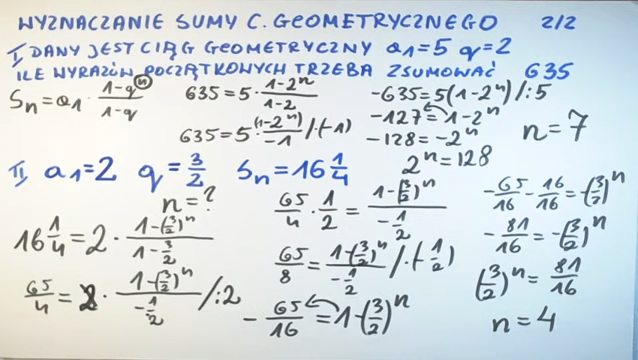 WYZNACZANIE SUMY C. GEOMETRYCZNEGO 2/2
I) DANY JEST CIĄG GEOMETRYCZNY a₁=5 q=2
ILE WYRAZÓW POCZĄTKOWYCH TRZEBA ZSUMOWAĆ 635
Sₙ=a₁·(1-qⁿ)/(1-q)
635=5·(1-2ⁿ)/(1-2)
635=5·(1-2ⁿ)/(-1) /·(-1)
-635=5(1-2ⁿ) /:5
-127=1-2ⁿ
-128=-2ⁿ
2ⁿ=128
n=7
II) a₁=2 q=3/2 Sₙ=16 1/4
n=?
16 1/4=2·(1-(3/2)ⁿ)/(1-3/2)
65/4=2·(1-(3/2)ⁿ)/(-1/2) /:2
65/4·1/2=(1-(3/2)ⁿ)/(-1/2)
65/8=(1-(3/2)ⁿ)/(-1/2) /·(-1/2)
-65/16=1-(3/2)ⁿ
-65/16-16/16=-(3/2)ⁿ
-81/16=-(3/2)ⁿ
(3/2)ⁿ=81/16
n=4